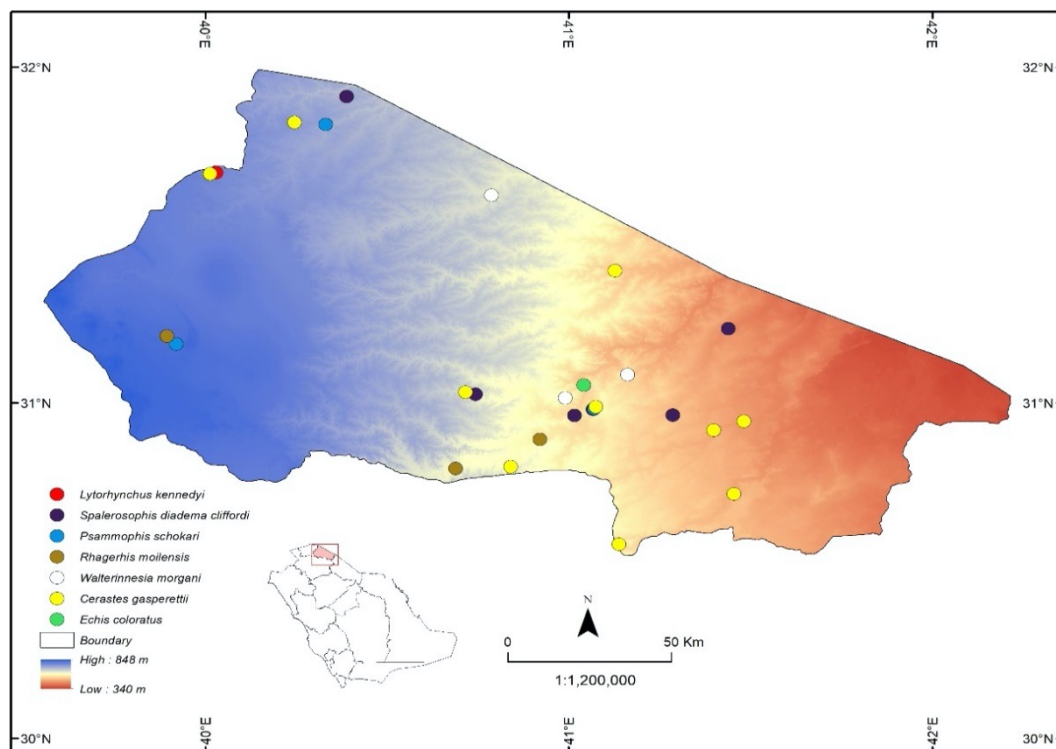 40°E
41°E
42°E
32°N
32°N
31°N
31°N
Lytorhynchus kennedyi
Spalerosophis diadema cliffordi
Psammophis schokari
Rhagerhis moilensis
Walterinnesia morgani
Cerastes gasperettii
Echis coloratus
Boundary
High : 848 m
Low : 340 m
N
0 50 Km
1:1,200,000
30°N
30°N
40°E
41°E
42°E